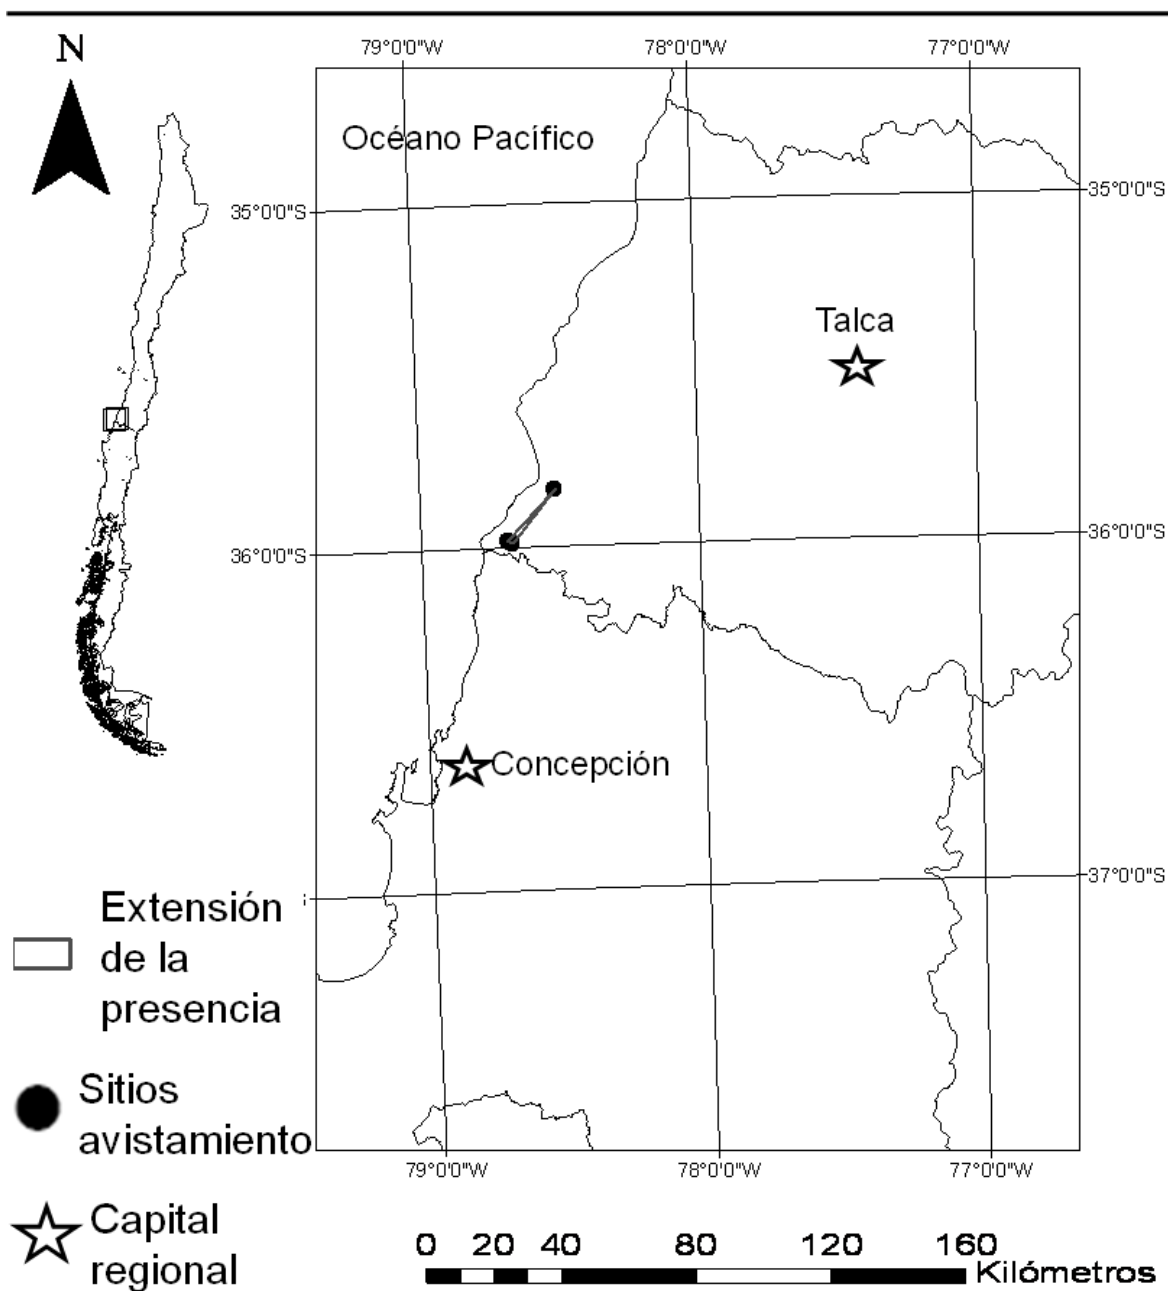 N
79°0'0"W
78°0'0"W
77°0'0"W
Océano Pacífico
35°0'0"S
35°0'0"S
Talca
36°0'0"S
36°0'0"S
Concepción
37°0'0"S
Extensión
de la
presencia
Sitios
avistamiento
79°0'0"W
78°0'0"W
77°0'0"W
Capital
regional
0 20 40 80 120 160
Kilómetros